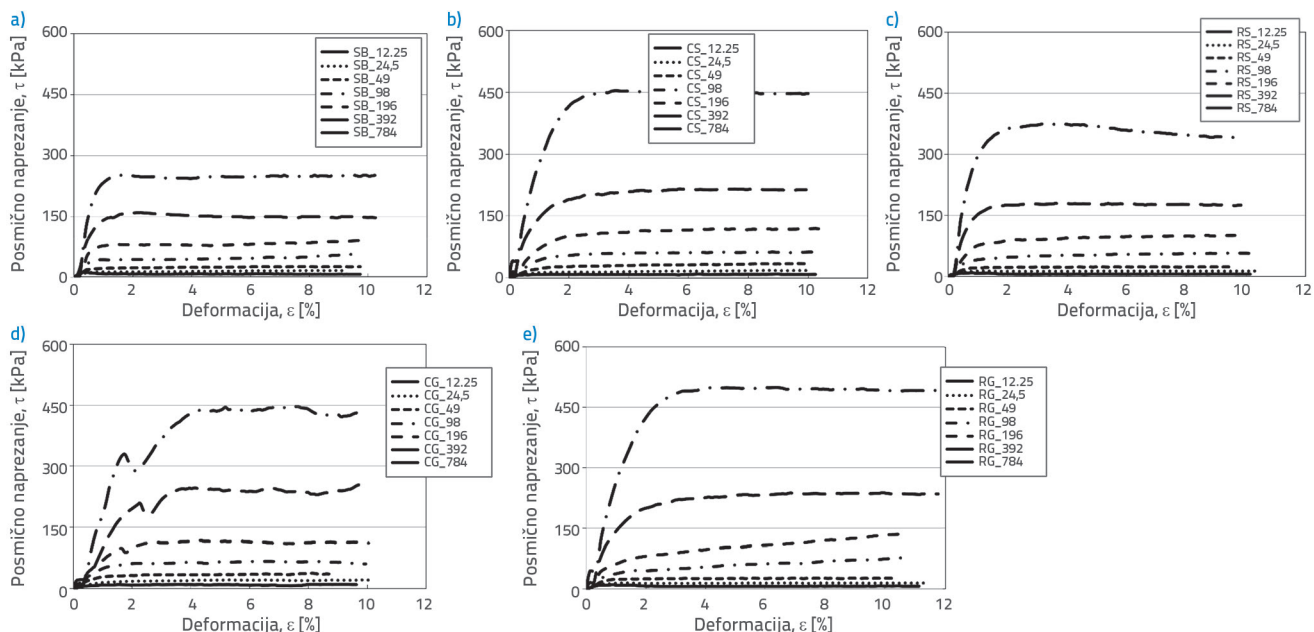 a)
Posmično naprezanje, τ [kPa]
600
450
300
150
0
0 2 4 6 8 10 12
Deformacija, ε [%]
SB_12.25
SB_24,5
SB_49
SB_98
SB_196
SB_392
SB_784
b)
Posmično naprezanje, τ [kPa]
600
450
300
150
0
0 2 4 6 8 10 12
Deformacija, ε [%]
CS_12.25
CS_24,5
CS_49
CS_98
CS_196
CS_392
CS_784
c)
Posmično naprezanje, τ [kPa]
600
450
300
150
0
0 2 4 6 8 10 12
Deformacija, ε [%]
RS_12.25
RS_24,5
RS_49
RS_98
RS_196
RS_392
RS_784
d)
Posmično naprezanje, τ [kPa]
600
450
300
150
0
0 2 4 6 8 10 12
Deformacija, ε [%]
CG_12.25
CG_24,5
CG_49
CG_98
CG_196
CG_392
CG_784
e)
Posmično naprezanje, τ [kPa]
600
450
300
150
0
0 2 4 6 8 10 12
Deformacija, ε [%]
RG_12.25
RG_24,5
RG_49
RG_98
RG_196
RG_392
RG_784